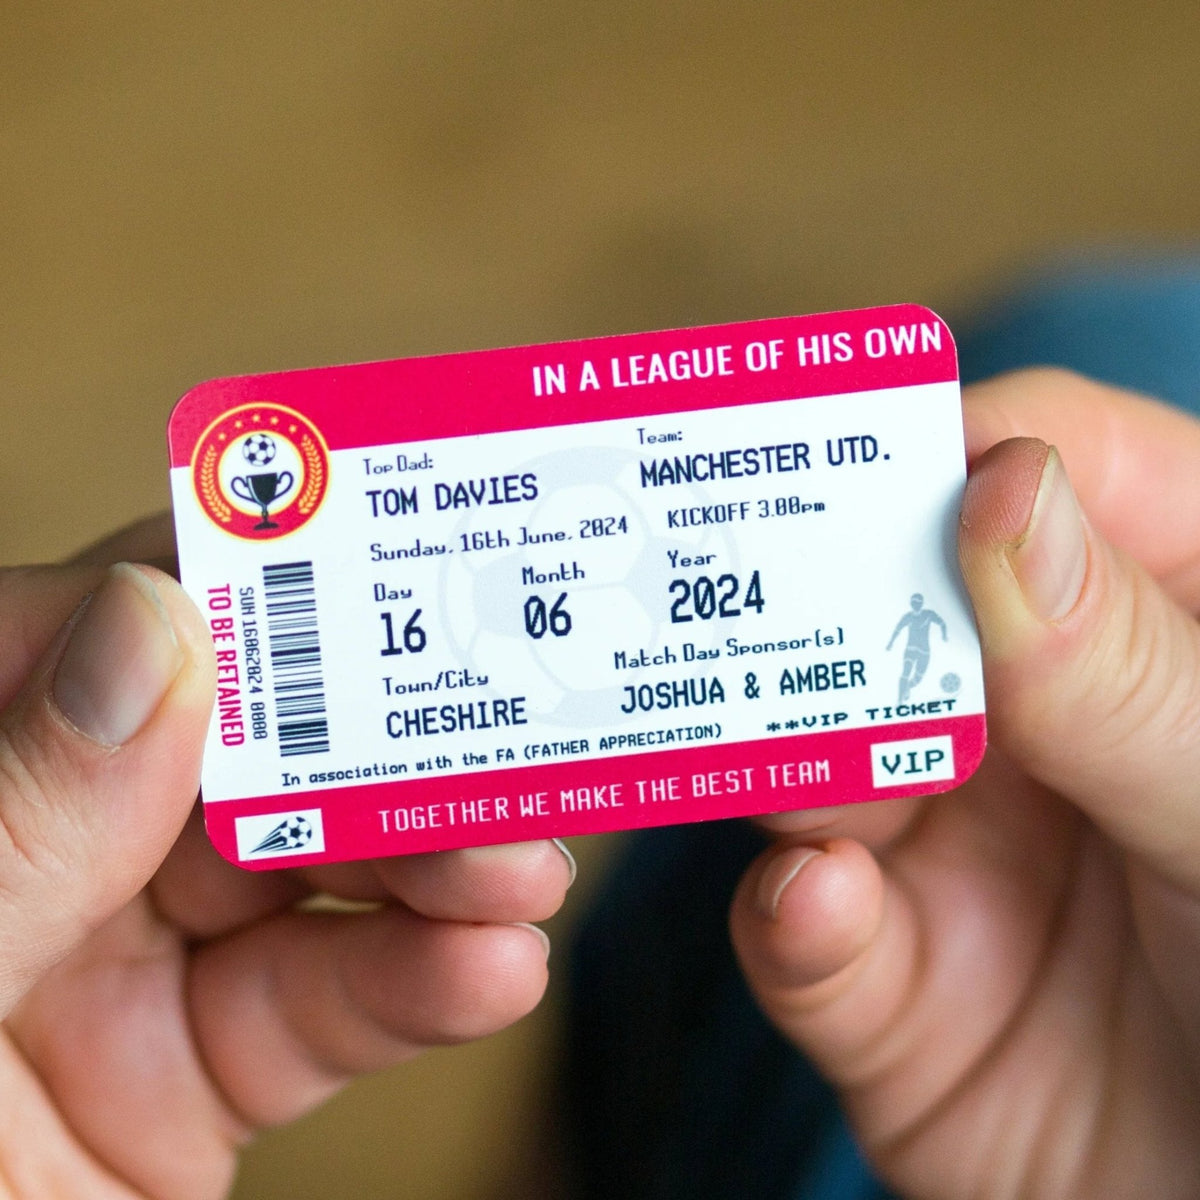 IN A LEAGUE OF HIS OWN
Top Dad:
TOM DAVIES
Team:
MANCHESTER UTD.
Sunday, 16th June, 2024
KICKOFF 3.00pm
Day
16
Month
06
Year
2024
Town/City
CHESHIRE
Match Day Sponsor(s)
JOSHUA & AMBER
In association with the FA (FATHER APPRECIATION)
**VIP TICKET
TOGETHER WE MAKE THE BEST TEAM
VIP
SUN 16062024 0000
TO BE RETAINED